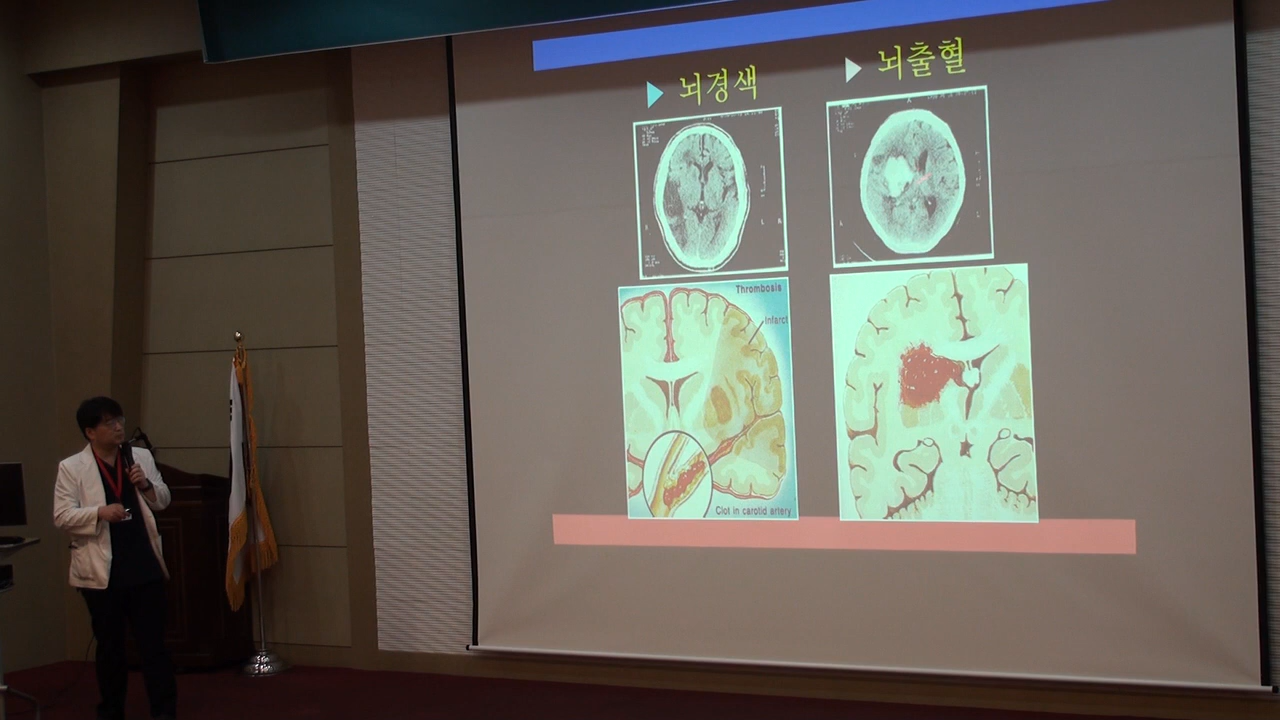 뇌경색
뇌출혈
Thrombosis
Infarct
Clot in carotid artery